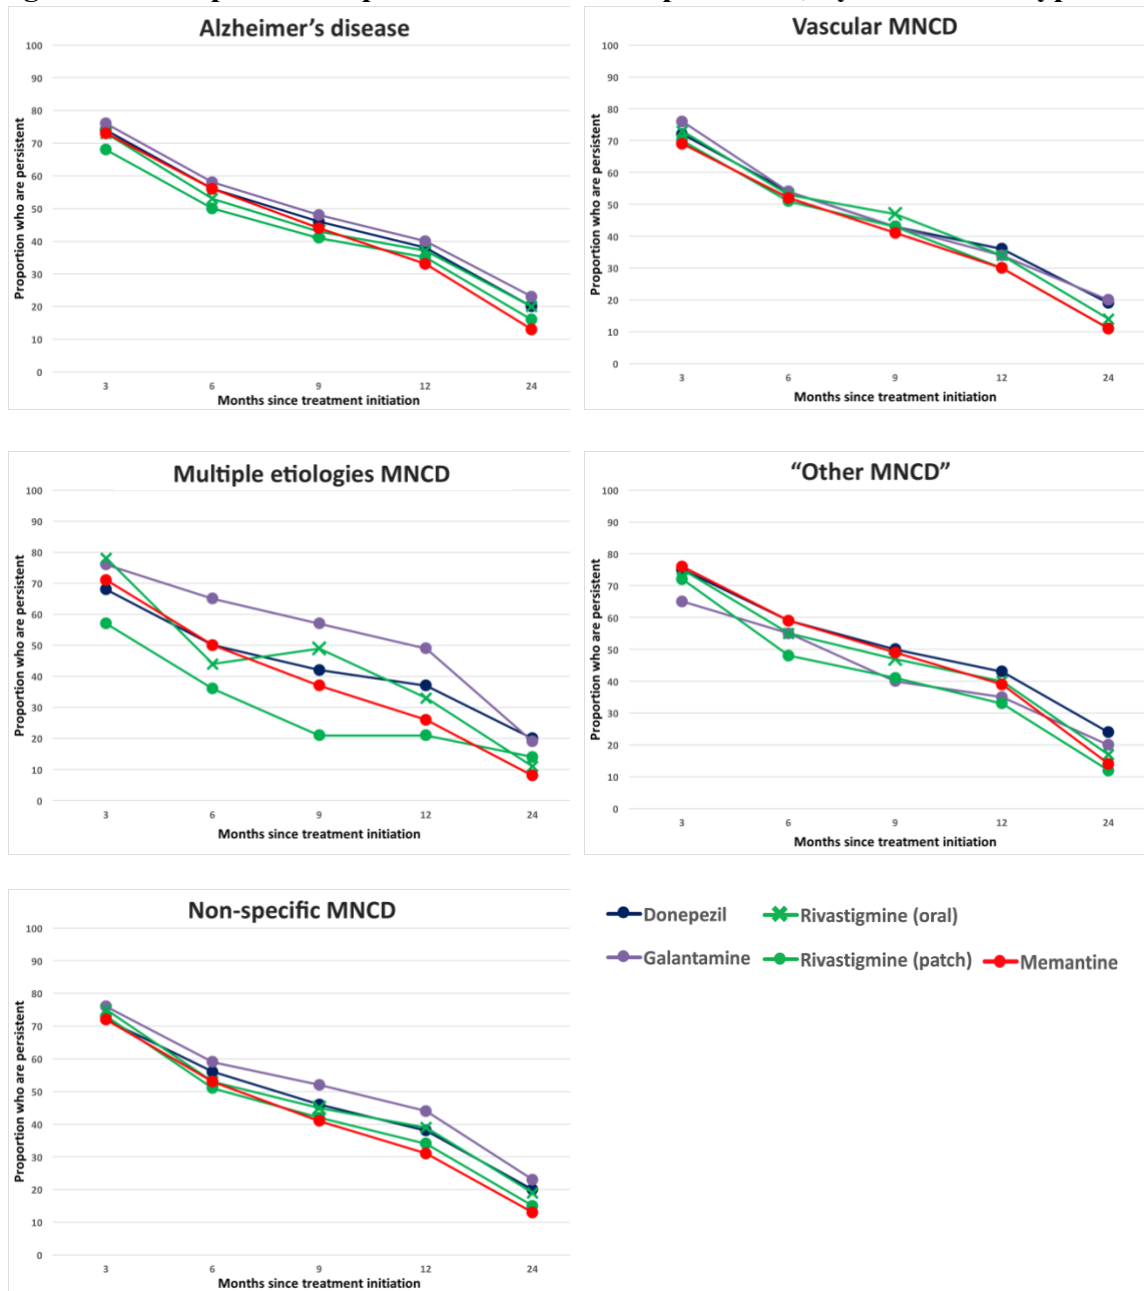 Alzheimer's disease
Proportion who are persistent
100
90
80
70
60
50
40
30
20
10
0
3 6 9 12 24
Months since treatment initiation
Vascular MNCD
Proportion who are persistent
100
90
80
70
60
50
40
30
20
10
0
3 6 9 12 24
Months since treatment initiation
Multiple etiologies MNCD
Proportion who are persistent
100
90
80
70
60
50
40
30
20
10
0
3 6 9 12 24
Months since treatment initiation
“Other MNCD”
Proportion who are persistent
100
90
80
70
60
50
40
30
20
10
0
3 6 9 12 24
Months since treatment initiation
Non-specific MNCD
Proportion who are persistent
100
90
80
70
60
50
40
30
20
10
0
3 6 9 12 24
Months since treatment initiation
Donepezil Rivastigmine (oral)
Galantamine Rivastigmine (patch) Memantine